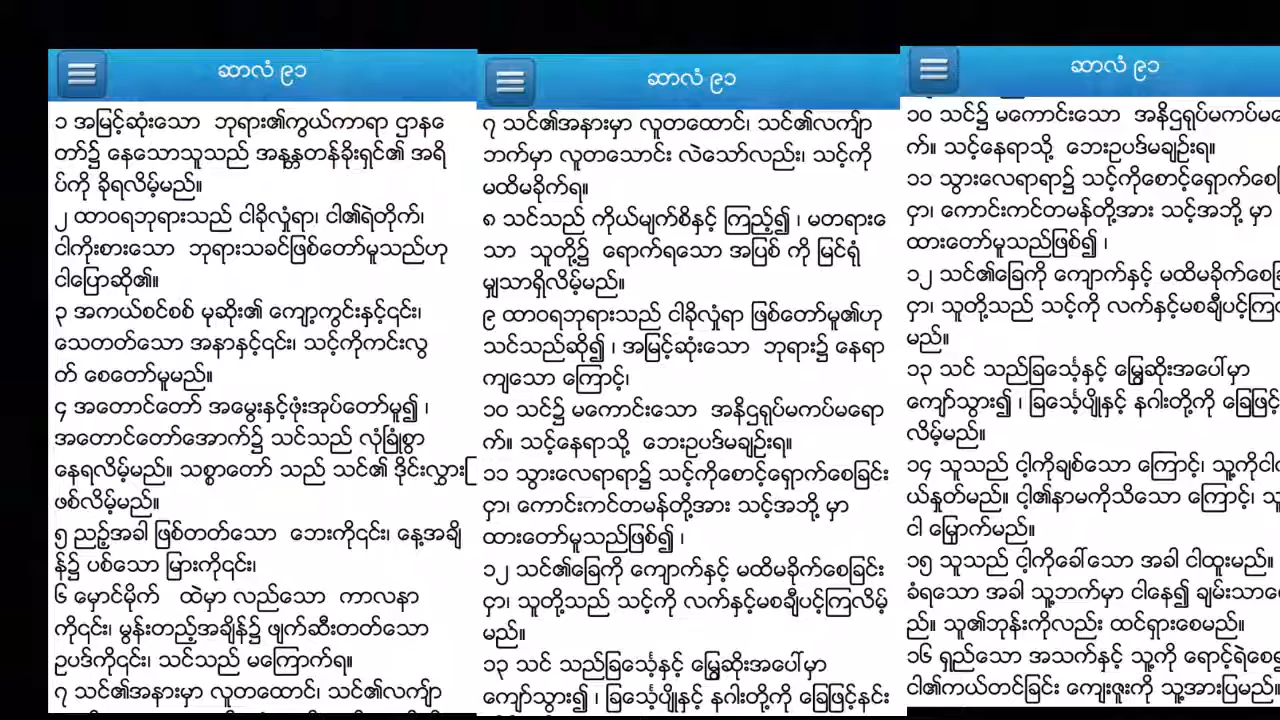 ဆာလံ ၉၁
၁ အမြင့်ဆုံးသော ဘုရား၏ကွယ်ကာရာ ဌာနေ
တာ်၌ နေသောသူသည် အနန္တတန်ခိုးရှင်၏ အရိ
ပ်ကို ခိုရလိမ့်မည်။
၂ ထာဝရဘုရားသည် ငါခိုလှုံရာ၊ ငါ၏ရဲတိုက်၊
ငါကိုးစားသော ဘုရားသခင်ဖြစ်တော်မူသည်ဟု
ငါပြောဆို၏။
၃ အကယ်စင်စစ် မုဆိုး၏ ကျော့ကွင်းနှင့်၎င်း၊
သေတတ်သော အနာနှင့်၎င်း၊ သင့်ကိုကင်းလွ
တ် စေတော်မူမည်။
၄ အတောင်တော် အမွေးနှင့်ဖုံးအုပ်တော်မူ၍ ၊
အတောင်တော်အောက်၌ သင်သည် လုံခြုံစွာ
နေရလိမ့်မည်။ သစ္စာတော် သည် သင်၏ ဒိုင်းလွှား
ဖြစ်လိမ့်မည်။
၅ ညဉ့်အခါ ဖြစ်တတ်သော ဘေးကို၎င်း၊ နေ့အချိ
န်၌ ပစ်သော မြားကို၎င်း၊
၆ မှောင်မိုက် ထဲမှာ လည်သော ကာလနာ
ကို၎င်း၊ မွန်းတည့်အချိန်၌ ဖျက်ဆီးတတ်သော
ဥပဒ်ကို၎င်း၊ သင်သည် မကြောက်ရ။
၇ သင်၏အနားမှာ လူတထောင်၊ သင်၏လက်ျာ
ဆာလံ ၉၁
၇ သင်၏အနားမှာ လူတထောင်၊ သင်၏လက်ျာ
ဘက်မှာ လူတသောင်း လဲသော်လည်း၊ သင့်ကို
မထိမခိုက်ရ။
၈ သင်သည် ကိုယ်မျက်စိနှင့် ကြည့်၍ ၊ မတရားေ
သာ သူတို့၌ ရောက်ရသော အပြစ် ကို မြင်ရုံ
မျှသာရှိလိမ့်မည်။
၉ ထာဝရဘုရားသည် ငါခိုလှုံရာ ဖြစ်တော်မူ၏ဟု
သင်သည်ဆို၍ ၊ အမြင့်ဆုံးသော ဘုရား၌ နေရာ
ကျသော ကြောင့်၊
၁၀ သင်၌ မကောင်းသော အနိဌရုပ်မကပ်မရော
က်။ သင့်နေရာသို့ ဘေးဥပဒ်မချဉ်းရ။
၁၁ သွားလေရာရာ၌ သင့်ကိုစောင့်ရှောက်စေခြင်း
ငှာ၊ ကောင်းကင်တမန်တို့အား သင့်အဘို့ မှာ
ထားတော်မူသည်ဖြစ်၍ ၊
၁၂ သင်၏ခြေကို ကျောက်နှင့် မထိမခိုက်စေခြင်း
ငှာ၊ သူတို့သည် သင့်ကို လက်နှင့်မစချီပင့်ကြလိမ့်
မည်။
၁၃ သင် သည်ခြင်္သေ့နှင့် မြွေဆိုးအပေါ်မှာ
ကျော်သွား၍ ၊ ခြင်္သေ့ပျိုနှင့် နဂါးတို့ကို ခြေဖြင့်နင်း
ဆာလံ ၉၁
၁၀ သင်၌ မကောင်းသော အနိဌရုပ်မကပ်မ
က်။ သင့်နေရာသို့ ဘေးဥပဒ်မချဉ်းရ။
၁၁ သွားလေရာရာ၌ သင့်ကိုစောင့်ရှောက်စေ
ငှာ၊ ကောင်းကင်တမန်တို့အား သင့်အဘို့ မှာ
ထားတော်မူသည်ဖြစ်၍ ၊
၁၂ သင်၏ခြေကို ကျောက်နှင့် မထိမခိုက်စေ
ငှာ၊ သူတို့သည် သင့်ကို လက်နှင့်မစချီပင့်ကြ
မည်။
၁၃ သင် သည်ခြင်္သေ့နှင့် မြွေဆိုးအပေါ်မှာ
ကျော်သွား၍ ၊ ခြင်္သေ့ပျိုနှင့် နဂါးတို့ကို ခြေဖြင့်
လိမ့်မည်။
၁၄ သူသည် ငါ့ကိုချစ်သော ကြောင့်၊ သူ့ကိုငါ
ယ်နှုတ်မည်။ ငါ့၏နာမကိုသိသော ကြောင့်၊ သူ
ငါ မြှောက်မည်။
၁၅ သူသည် ငါ့ကိုခေါ်သော အခါ ငါထူးမည်။
ခံရသော အခါ သူ့ဘက်မှာ ငါနေ၍ ချမ်းသာ
ည်။ သူ၏ဘုန်းကိုလည်း ထင်ရှားစေမည်။
၁၆ ရှည်သော အသက်နှင့် သူ့ကို ရောင့်ရဲစေ၍
ငါ၏ကယ်တင်ခြင်း ကျေးဇူးကို သူ့အားပြမည်။